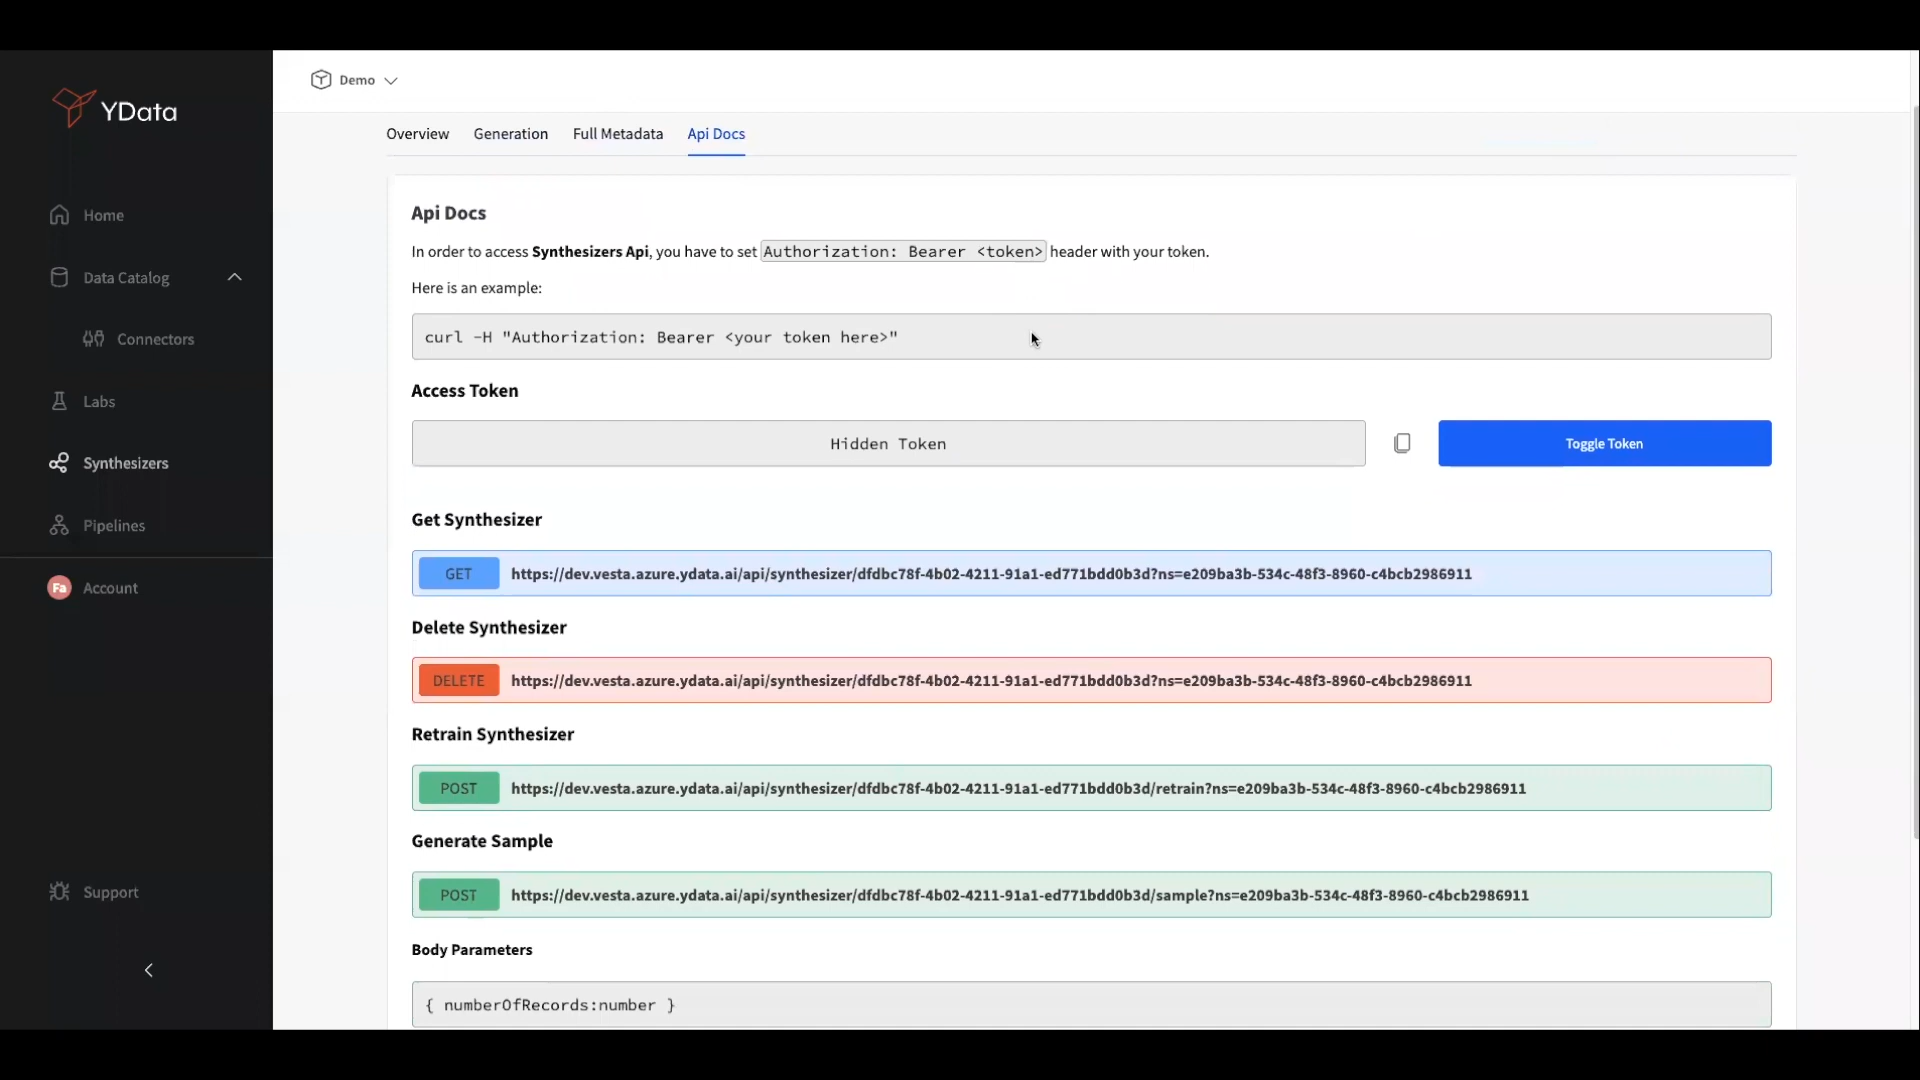 YData
Home
Data Catalog
Connectors
Labs
Synthesizers
Pipelines
Fa Account
Support
Demo
Overview Generation Full Metadata Api Docs
Api Docs
In order to access Synthesizers Api, you have to set Authorization: Bearer <token> header with your token.
Here is an example:
curl -H "Authorization: Bearer <your token here>"
Access Token
Hidden Token Toggle Token
Get Synthesizer
GET https://dev.vesta.azure.ydata.ai/api/synthesizer/dfdbc78f-4b02-4211-91a1-ed771bdd0b3d?ns=e209ba3b-534c-48f3-8960-c4bcb2986911
Delete Synthesizer
DELETE https://dev.vesta.azure.ydata.ai/api/synthesizer/dfdbc78f-4b02-4211-91a1-ed771bdd0b3d?ns=e209ba3b-534c-48f3-8960-c4bcb2986911
Retrain Synthesizer
POST https://dev.vesta.azure.ydata.ai/api/synthesizer/dfdbc78f-4b02-4211-91a1-ed771bdd0b3d/retrain?ns=e209ba3b-534c-48f3-8960-c4bcb2986911
Generate Sample
POST https://dev.vesta.azure.ydata.ai/api/synthesizer/dfdbc78f-4b02-4211-91a1-ed771bdd0b3d/sample?ns=e209ba3b-534c-48f3-8960-c4bcb2986911
Body Parameters
{ numberOfRecords:number }